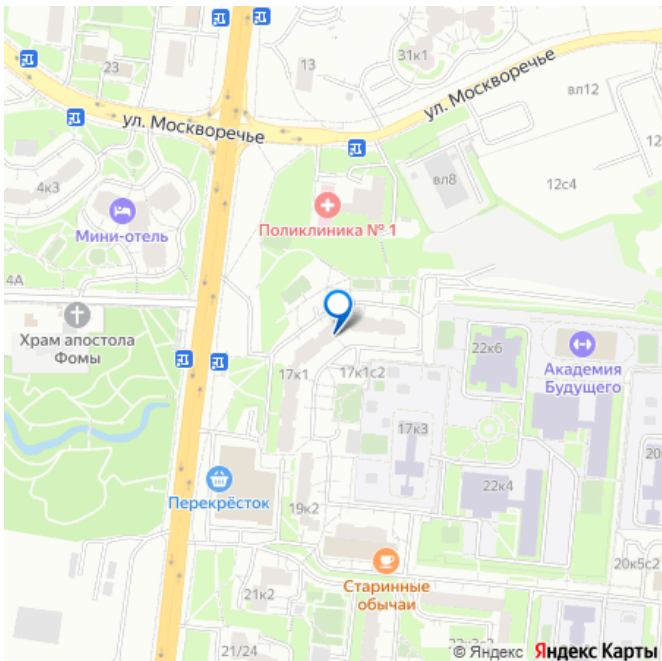 31к1
13
23
ул. Москворечье
ул. Москворечье
вл12
12
вл8
12с4
4к3
Мини-отель
Поликлиника № 1
4А
Храм апостола
Фомы
22к6
Академия
Будущего
17к1
17к1с2
17к3
20
22к4
Перекрёсток
19к2
20к5с2
Старинные
обычаи
21к2
21/24
© Яндекс Яндекс Карты